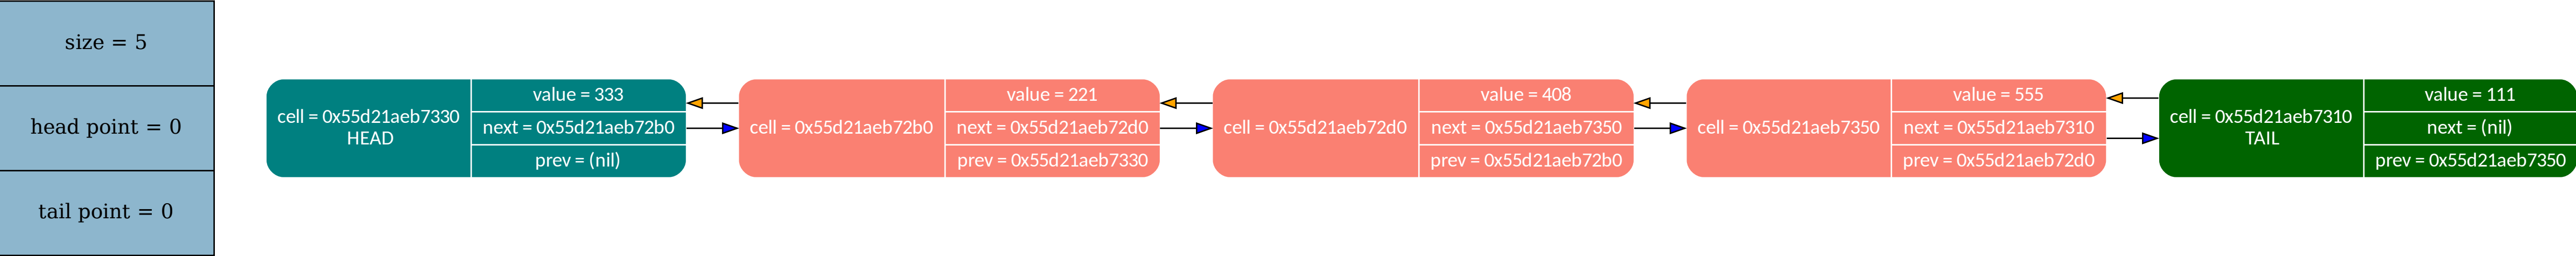 size = 5
head point = 0
tail point = 0
cell = 0x55d21aeb7330
HEAD
value = 333
next = 0x55d21aeb72b0
prev = (nil)
cell = 0x55d21aeb72b0
value = 221
next = 0x55d21aeb72d0
prev = 0x55d21aeb7330
cell = 0x55d21aeb72d0
value = 408
next = 0x55d21aeb7350
prev = 0x55d21aeb72b0
cell = 0x55d21aeb7350
value = 555
next = 0x55d21aeb7310
prev = 0x55d21aeb72d0
cell = 0x55d21aeb7310
TAIL
value = 111
next = (nil)
prev = 0x55d21aeb7350